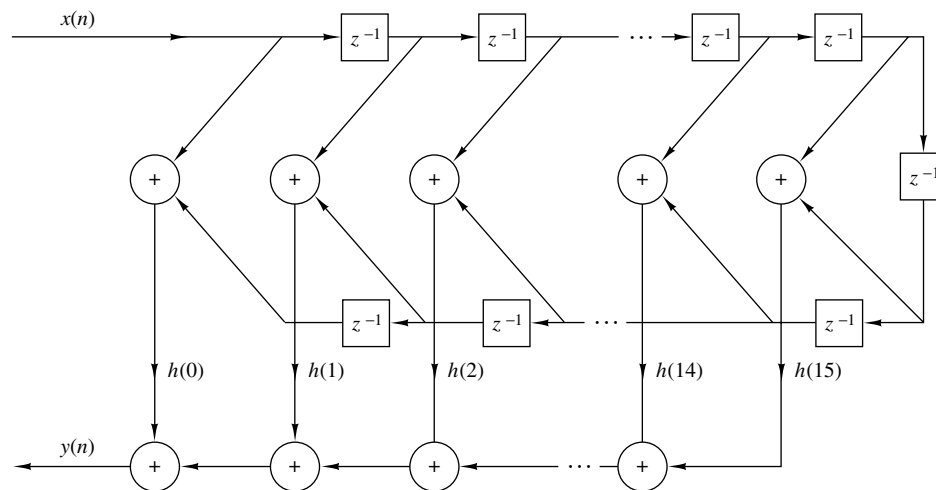 x(n)
z⁻¹ z⁻¹ ··· z⁻¹ z⁻¹
+ + + + + z⁻¹
z⁻¹ z⁻¹ ··· z⁻¹
h(0) h(1) h(2) h(14) h(15)
y(n)
+ + + ··· +